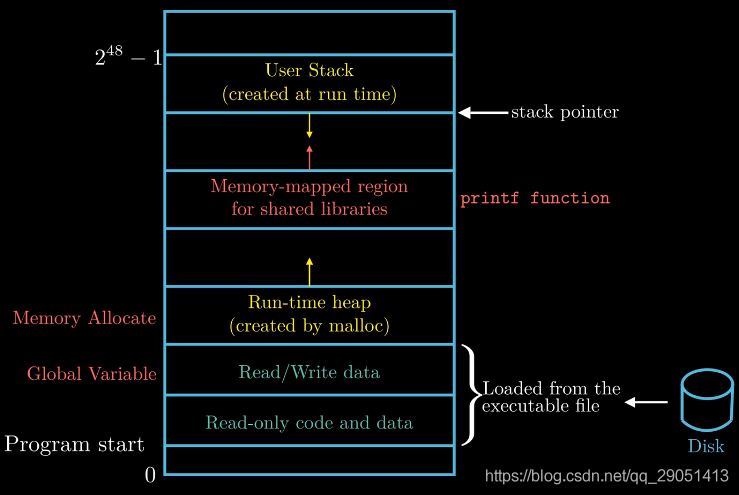 2^48 − 1
User Stack
(created at run time)
stack pointer
Memory-mapped region
for shared libraries
printf function
Run-time heap
(created by malloc)
Memory Allocate
Global Variable
Read/Write data
Loaded from the
executable file
Read-only code and data
Program start
Disk
0
https://blog.csdn.net/qq_29051413